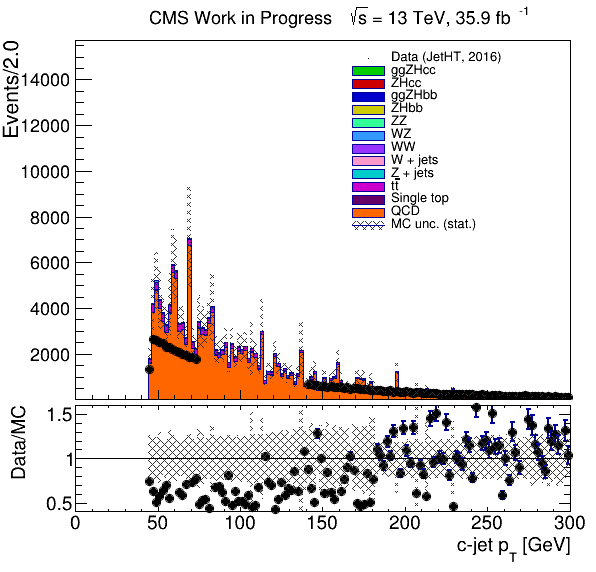 CMS Work in Progress √s = 13 TeV, 35.9 fb -1
Events/2.0
14000
12000
10000
8000
6000
4000
2000
Data (JetHT, 2016)
ggZHcc
ZHcc
ggZHbb
ZHbb
ZZ
WZ
WW
W + jets
Z + jets
tt̄
Single top
QCD
MC unc. (stat.)
Data/MC
1.5
1
0.5
0 50 100 150 200 250 300
c-jet p_T [GeV]